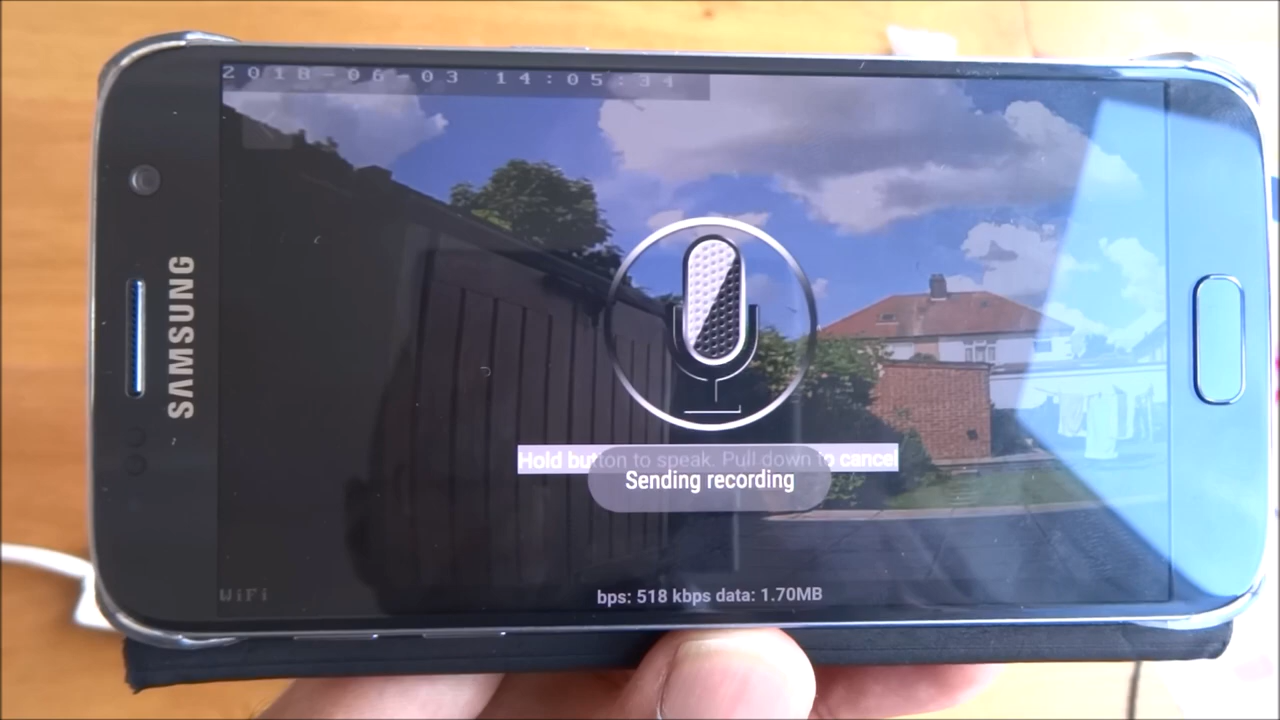 2018-06-03 14:05:34
SAMSUNG
Hold button to speak. Pull down to cancel
Sending recording
WiFi
bps: 518 kbps data: 1.70MB